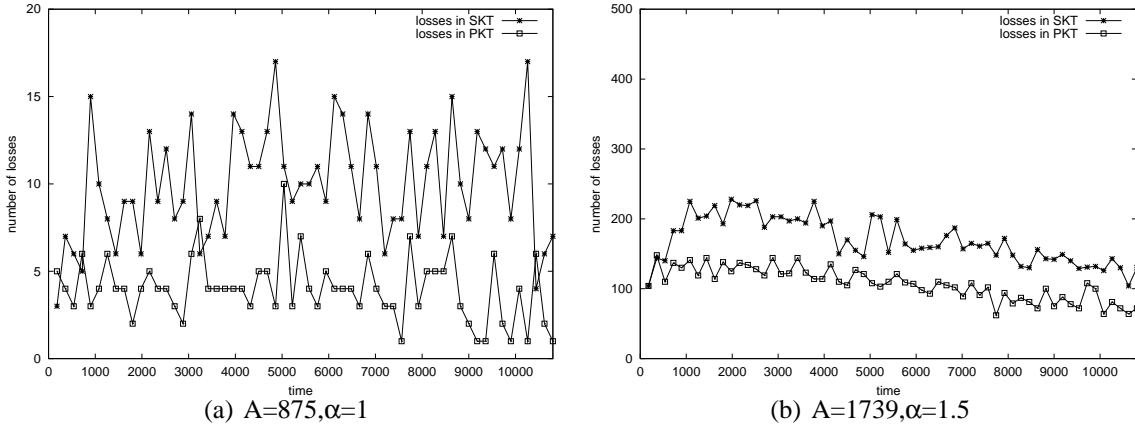 20
15
10
5
0
number of losses
losses in SKT
losses in PKT
0 1000 2000 3000 4000 5000 6000 7000 8000 9000 10000
time
(a) A=875,α=1
500
400
300
200
100
0
number of losses
losses in SKT
losses in PKT
0 1000 2000 3000 4000 5000 6000 7000 8000 9000 10000
time
(b) A=1739,α=1.5